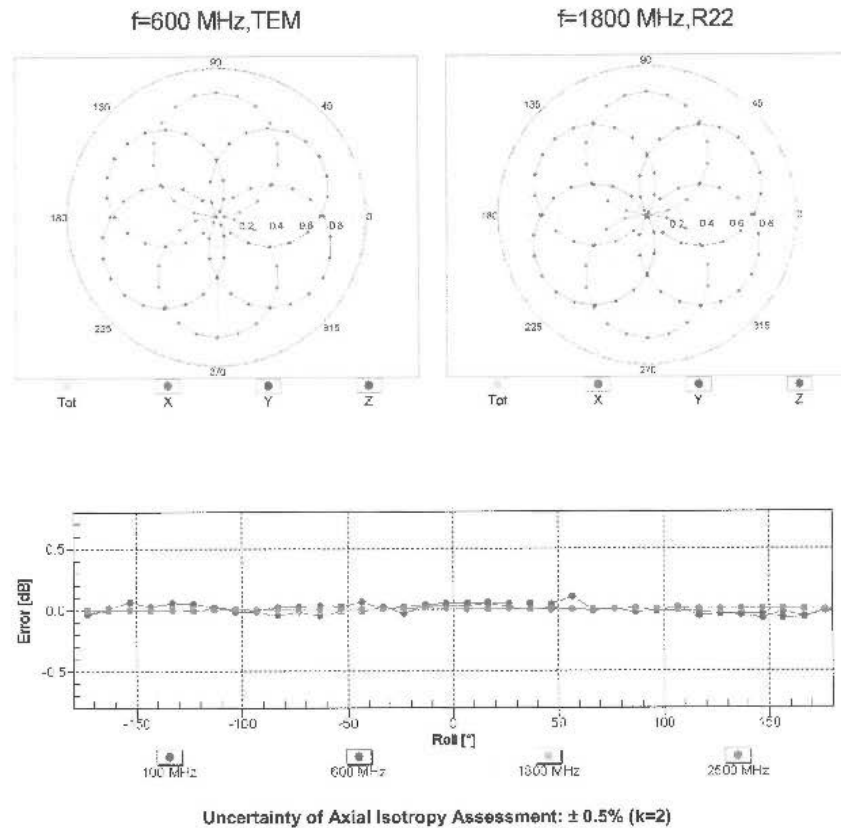 f=600 MHz,TEM
f=1800 MHz,R22
90
135
45
180
0
0.2
0.4
0.6
0.8
225
315
270
Tot
X
Y
Z
90
135
45
180
0
0.2
0.4
0.6
0.8
225
315
270
Tot
X
Y
Z
Error [dB]
0.5
0.0
-0.5
-150
-100
-50
0
50
100
150
Roll [°]
100 MHz
600 MHz
1800 MHz
2500 MHz
Uncertainty of Axial Isotropy Assessment: ± 0.5% (k=2)